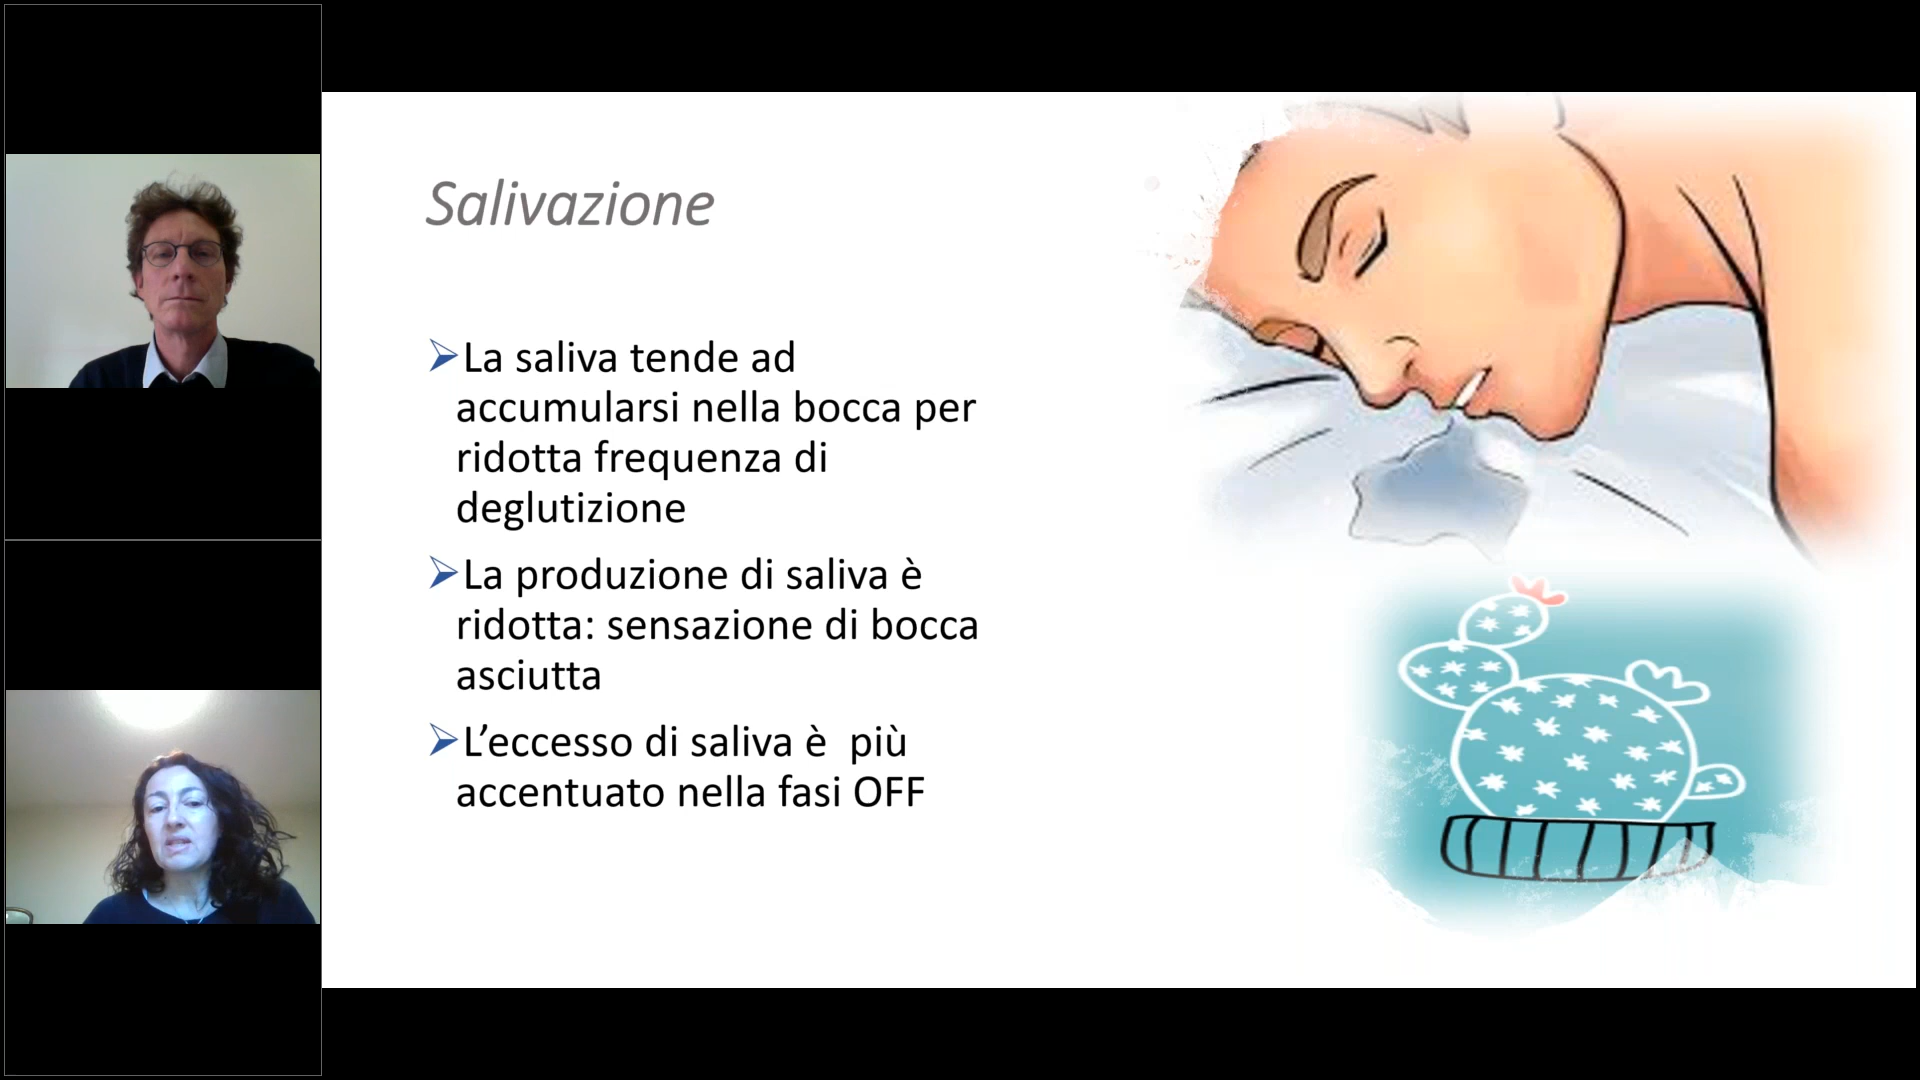 Salivazione
La saliva tende ad
accumularsi nella bocca per
ridotta frequenza di
deglutizione
La produzione di saliva è
ridotta: sensazione di bocca
asciutta
L’eccesso di saliva è  più
accentuato nella fasi OFF